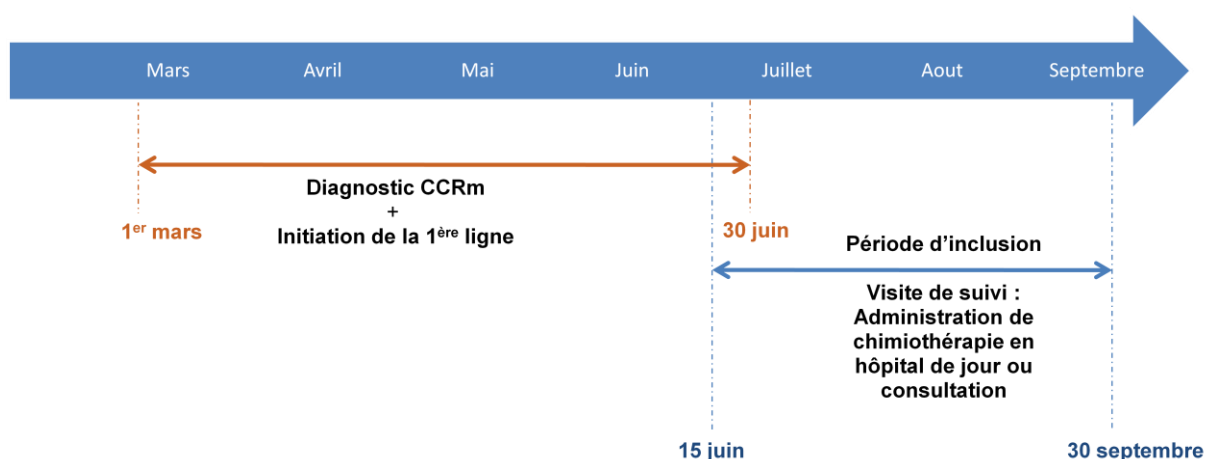 Mars Avril Mai Juin Juillet Aout Septembre
Diagnostic CCRm
+
Initiation de la 1ère ligne
1er mars
30 juin
Période d’inclusion
Visite de suivi :
Administration de
chimiothérapie en
hôpital de jour ou
consultation
15 juin
30 septembre